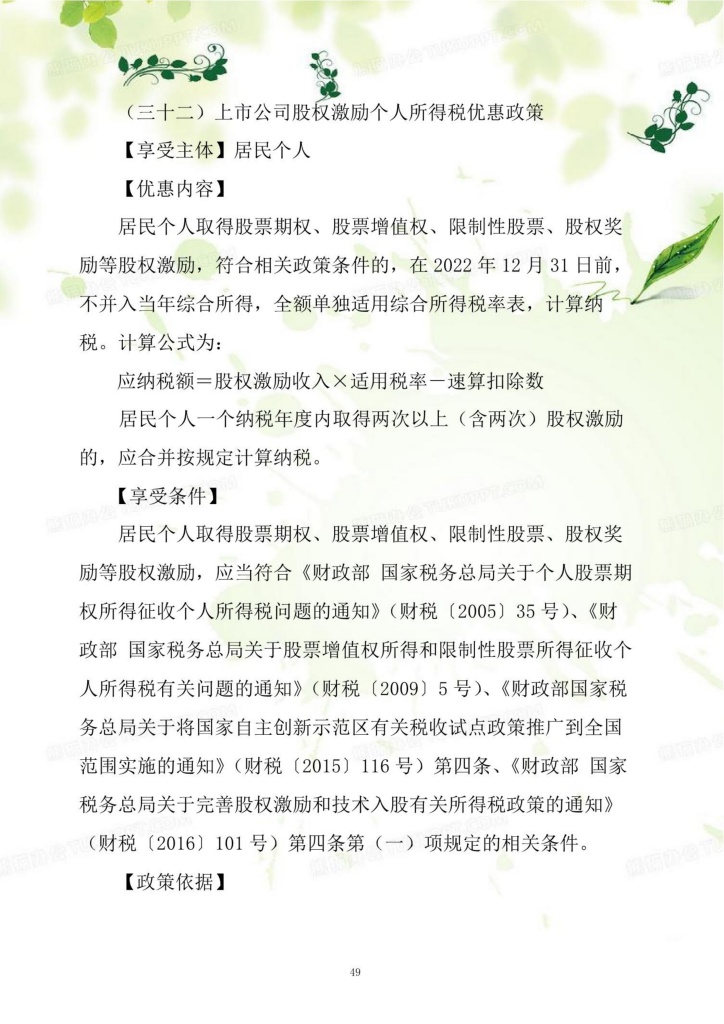 （三十二）上市公司股权激励个人所得税优惠政策
【享受主体】居民个人
【优惠内容】
居民个人取得股票期权、股票增值权、限制性股票、股权奖
励等股权激励，符合相关政策条件的，在 2022 年 12 月 31 日前，
不并入当年综合所得，全额单独适用综合所得税率表，计算纳
税。计算公式为：
应纳税额＝股权激励收入×适用税率－速算扣除数
居民个人一个纳税年度内取得两次以上（含两次）股权激励
的，应合并按规定计算纳税。
【享受条件】
居民个人取得股票期权、股票增值权、限制性股票、股权奖
励等股权激励，应当符合《财政部 国家税务总局关于个人股票期
权所得征收个人所得税问题的通知》（财税〔2005〕35 号）、《财
政部 国家税务总局关于股票增值权所得和限制性股票所得征收个
人所得税有关问题的通知》（财税〔2009〕5 号）、《财政部国家税
务总局关于将国家自主创新示范区有关税收试点政策推广到全国
范围实施的通知》（财税〔2015〕116 号）第四条、《财政部 国家
税务总局关于完善股权激励和技术入股有关所得税政策的通知》
（财税〔2016〕101 号）第四条第（一）项规定的相关条件。
【政策依据】
49